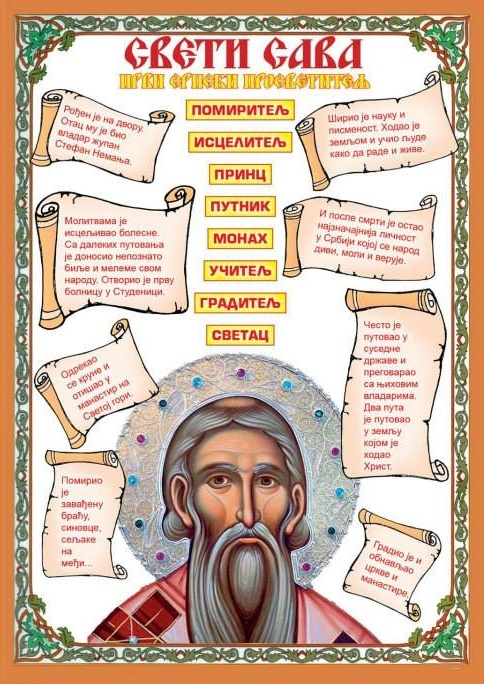 СВЕТИ САВА
ПРВИ СРПСКИ ПРОСВЕТИТЕЉ
ПОМИРИТЕЉ
ИСЦЕЛИТЕЉ
ПРИНЦ
ПУТНИК
МОНАХ
УЧИТЕЉ
ГРАДИТЕЉ
СВЕТАЦ
Рођен је на двору.
Отац му је био
владар жупан
Стефан Немања.
Ширио је науку и
писменост. Ходао је
земљом и учио људе
како да раде и живе.
Молитвама је
исцељивао болесне.
Са далеких путовања
је доносио непознато
биље и мелеме свом
народу. Отворио је прву
болницу у Студеници.
И после смрти је остао
најзначајнија личност
у Србији којој се народ
диви, моли и верује.
Одрекао
се круне и
отишао у
манастир на
Светој гори.
Често је
путовао у
суседне
државе и
преговарао
са њиховим
владарима.
Два пута
је путовао
у земљу
којом је
ходао
Христ.
Помирио
је
завађену
браћу,
синовце,
сељаке
на
међи...
Градио је и
обнављао
цркве и
манастире.